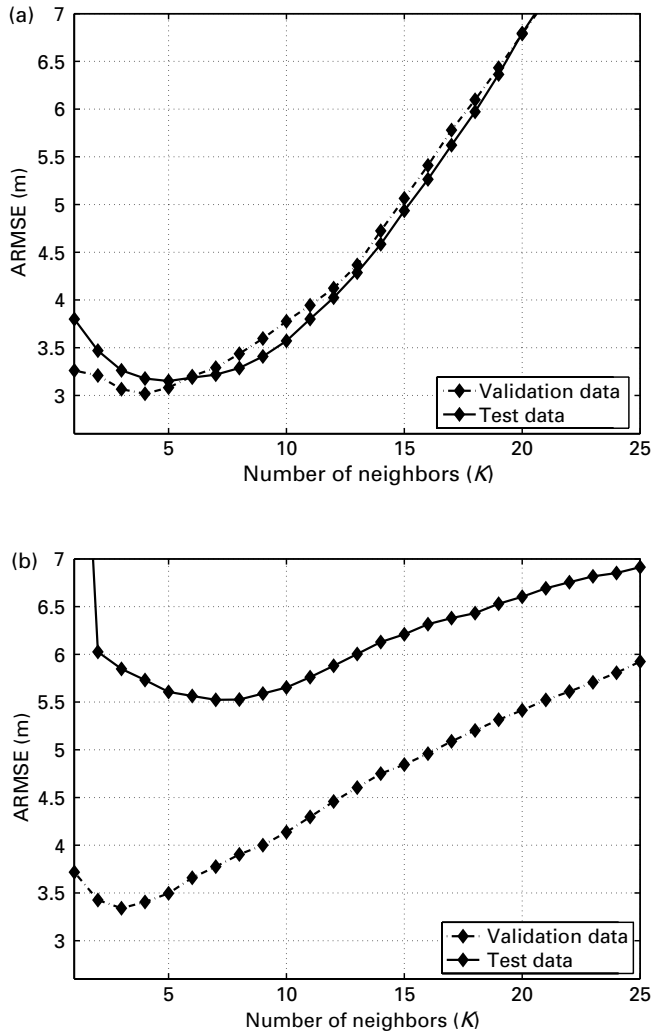 (a)
7
6.5
6
5.5
5
4.5
4
3.5
3
ARMSE (m)
5 10 15 20 25
Number of neighbors (K)
Validation data
Test data
(b)
7
6.5
6
5.5
5
4.5
4
3.5
3
ARMSE (m)
5 10 15 20 25
Number of neighbors (K)
Validation data
Test data